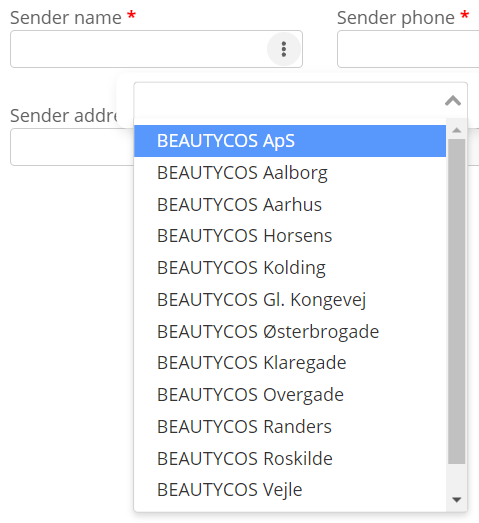 Sender name *
Sender phone *
Sender addre
BEAUTYCOS ApS
BEAUTYCOS Aalborg
BEAUTYCOS Aarhus
BEAUTYCOS Horsens
BEAUTYCOS Kolding
BEAUTYCOS Gl. Kongevej
BEAUTYCOS Østerbrogade
BEAUTYCOS Klaregade
BEAUTYCOS Overgade
BEAUTYCOS Randers
BEAUTYCOS Roskilde
BEAUTYCOS Vejle